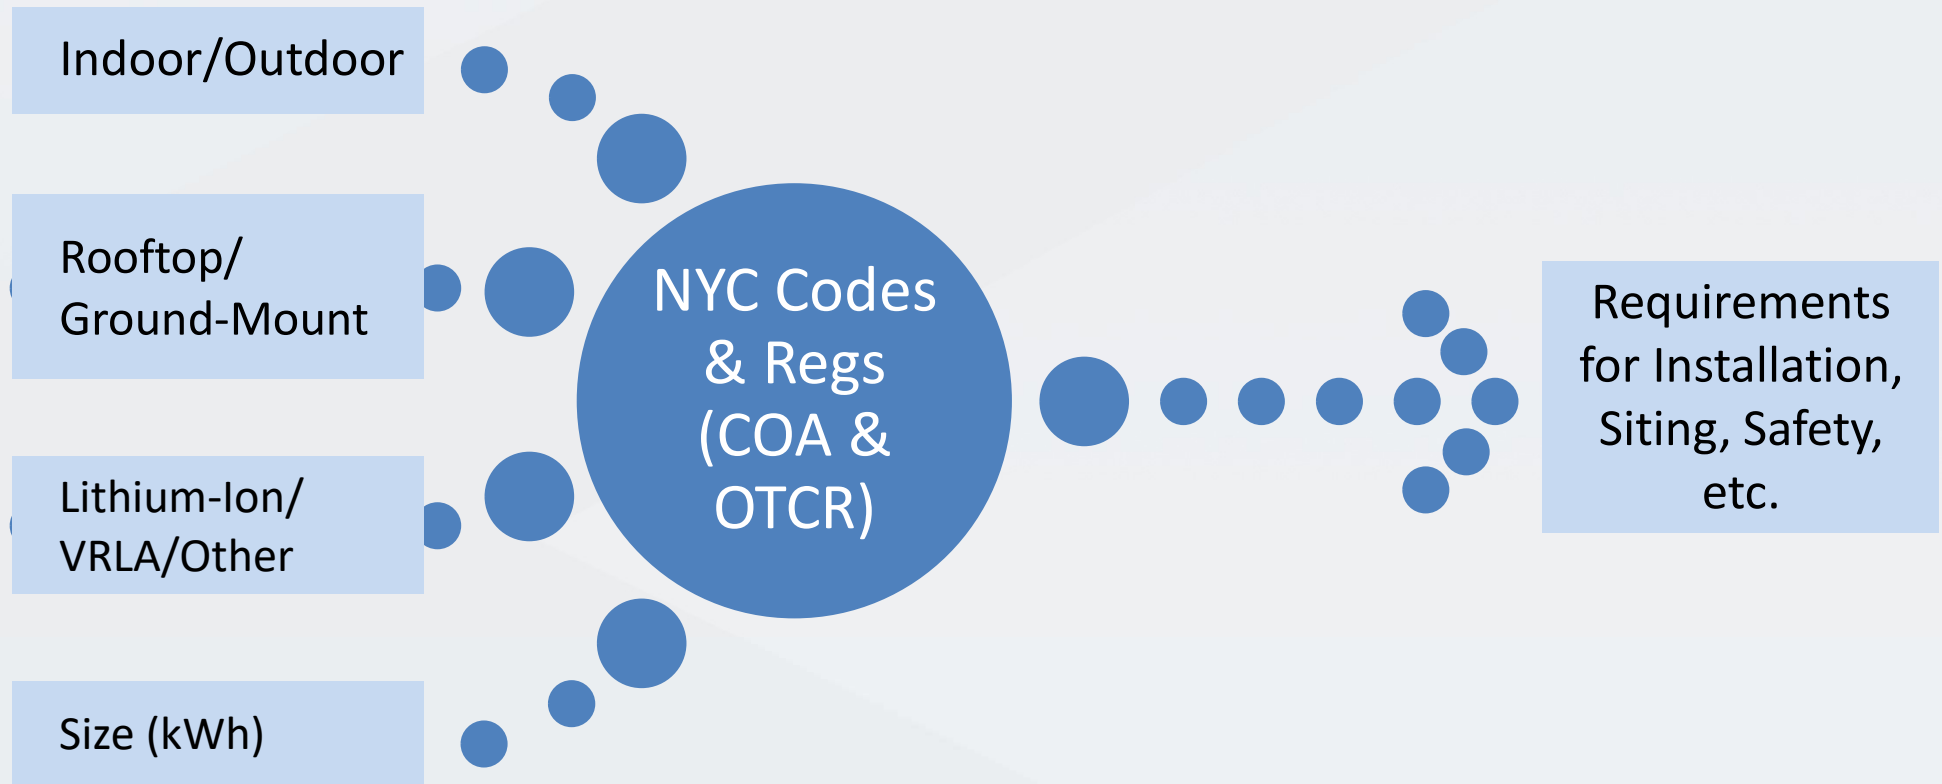 Indoor/Outdoor
Rooftop/
Ground-Mount
Lithium-Ion/
VRLA/Other
Size (kWh)
NYC Codes
& Regs
(COA &
OTCR)
Requirements
for Installation,
Siting, Safety,
etc.